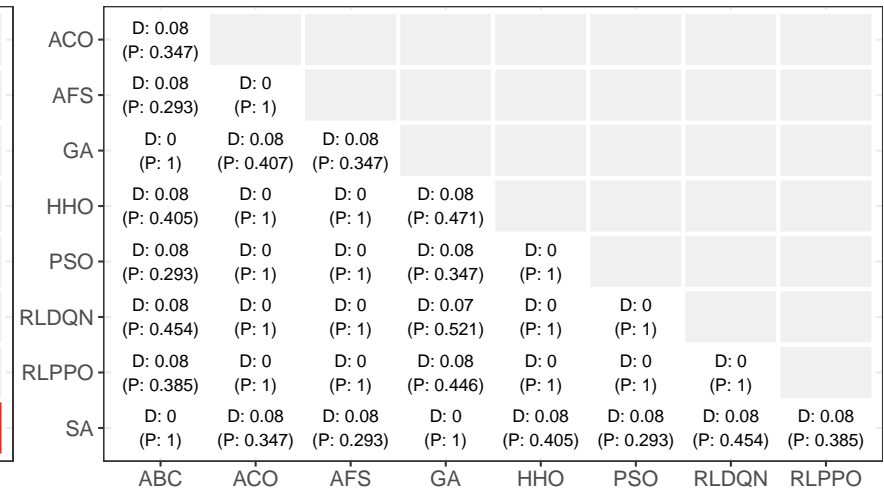 D: 0.08
ACO (P: 0.347)
D: 0.08 D: 0
AFS (P: 0.293) (P: 1)
D: 0 D: 0.08 D: 0.08
GA (P: 1) (P: 0.407) (P: 0.347)
D: 0.08 D: 0 D: 0 D: 0.08
HHO (P: 0.405) (P: 1) (P: 1) (P: 0.471)
D: 0.08 D: 0 D: 0 D: 0.08 D: 0
PSO (P: 0.293) (P: 1) (P: 1) (P: 0.347) (P: 1)
D: 0.08 D: 0 D: 0 D: 0.07 D: 0 D: 0
RLDQN (P: 0.454) (P: 1) (P: 1) (P: 0.521) (P: 1) (P: 1)
D: 0.08 D: 0 D: 0 D: 0.08 D: 0 D: 0 D: 0
RLPPO (P: 0.385) (P: 1) (P: 1) (P: 0.446) (P: 1) (P: 1) (P: 1)
D: 0 D: 0.08 D: 0.08 D: 0 D: 0.08 D: 0.08 D: 0.08 D: 0.08
SA (P: 1) (P: 0.347) (P: 0.293) (P: 1) (P: 0.405) (P: 0.293) (P: 0.454) (P: 0.385)
ABC ACO AFS GA HHO PSO RLDQN RLPPO